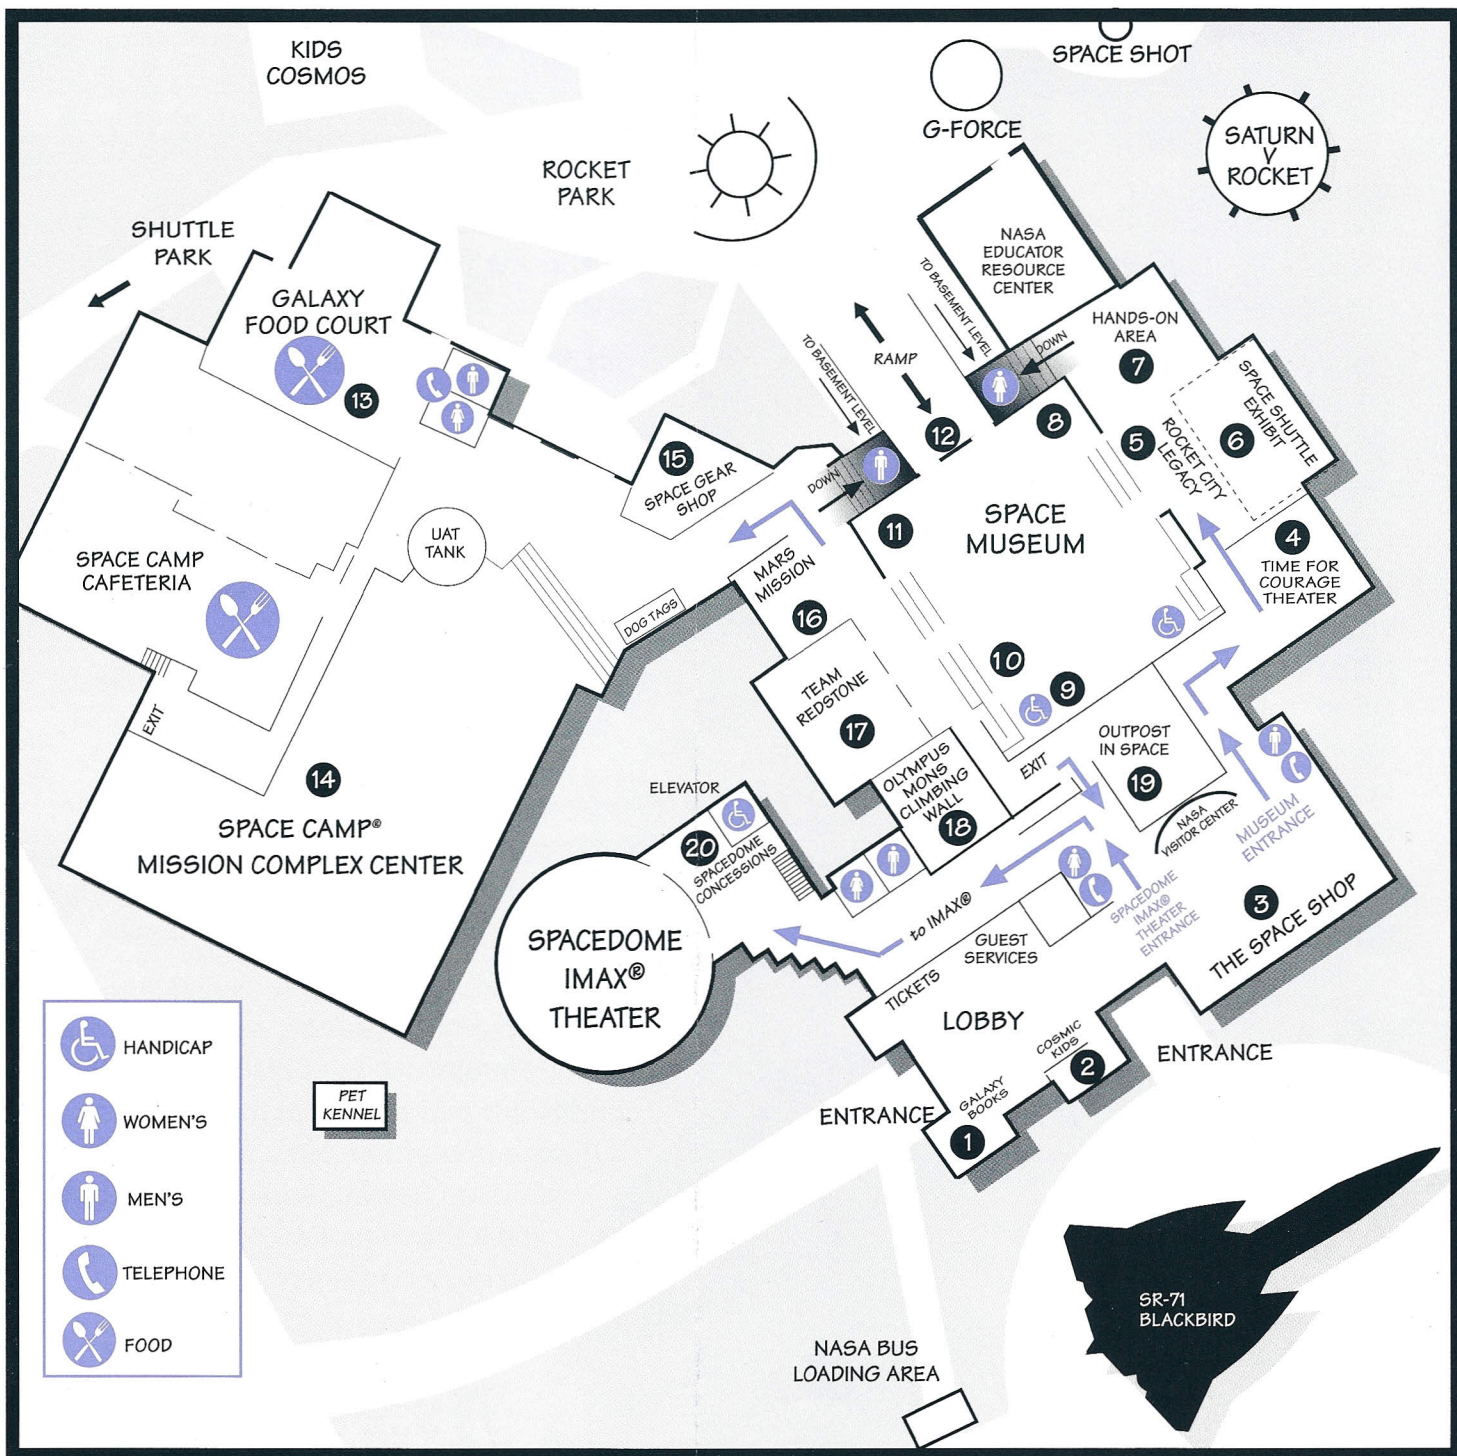 KIDS
COSMOS
SPACE SHOT
G-FORCE
SATURN
V
ROCKET
ROCKET
PARK
SHUTTLE
PARK
NASA
EDUCATOR
RESOURCE
CENTER
TO BASEMENT LEVEL
DOWN
HANDS-ON
AREA
7
GALAXY
FOOD COURT
13
TO BASEMENT LEVEL
RAMP
12
8
5
ROCKET CITY
LEGACY
SPACE SHUTTLE
EXHIBIT
6
15
SPACE GEAR
SHOP
DOWN
11
SPACE
MUSEUM
4
TIME FOR
COURAGE
THEATER
UAT
TANK
SPACE CAMP
CAFETERIA
MARS
MISSION
16
DOG TAGS
TEAM
REDSTONE
17
10
9
EXIT
EXIT
OUTPOST
IN SPACE
19
NASA
VISITOR CENTER
MUSEUM
ENTRANCE
14
SPACE CAMP®
MISSION COMPLEX CENTER
ELEVATOR
20
SPACEDOME
CONCESSIONS
OLYMPUS
MONS
CLIMBING
WALL
18
SPACEDOME
IMAX®
THEATER
to IMAX®
GUEST
SERVICES
SPACEDOME
IMAX®
THEATER
ENTRANCE
3
THE SPACE SHOP
TICKETS
LOBBY
COSMIC
KIDS
2
ENTRANCE
GALAXY
BOOKS
1
ENTRANCE
PET
KENNEL
HANDICAP
WOMEN'S
MEN'S
TELEPHONE
FOOD
SR-71
BLACKBIRD
NASA BUS
LOADING AREA